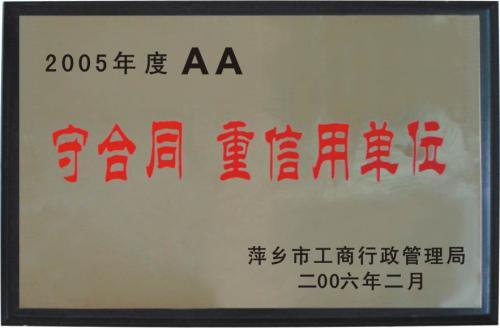 2005年度 AA
守合同 重信用单位
萍乡市工商行政管理局
二00六年二月